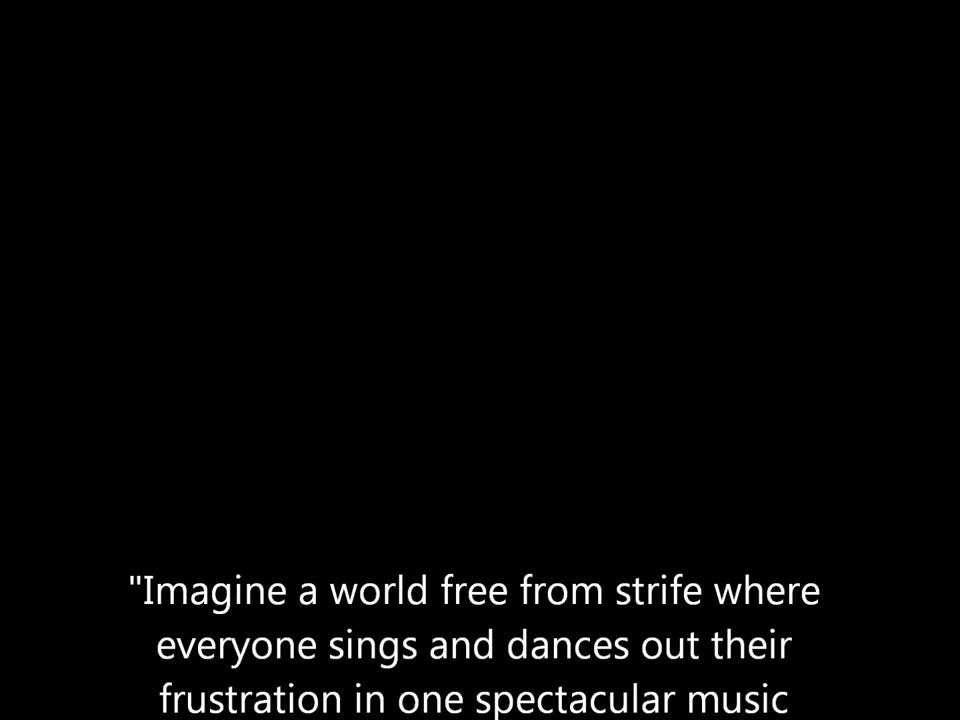 "Imagine a world free from strife where
everyone sings and dances out their
frustration in one spectacular music